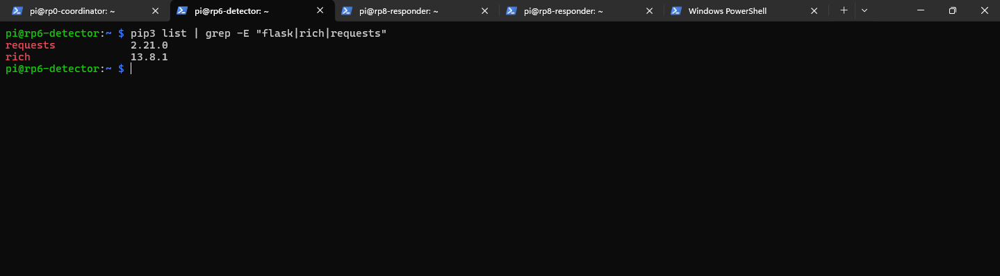 pi@rp0-coordinator: ~
pi@rp6-detector: ~
pi@rp8-responder: ~
pi@rp8-responder: ~
Windows PowerShell
pi@rp6-detector:~ $ pip3 list | grep -E "flask|rich|requests"
requests 2.21.0
rich 13.8.1
pi@rp6-detector:~ $